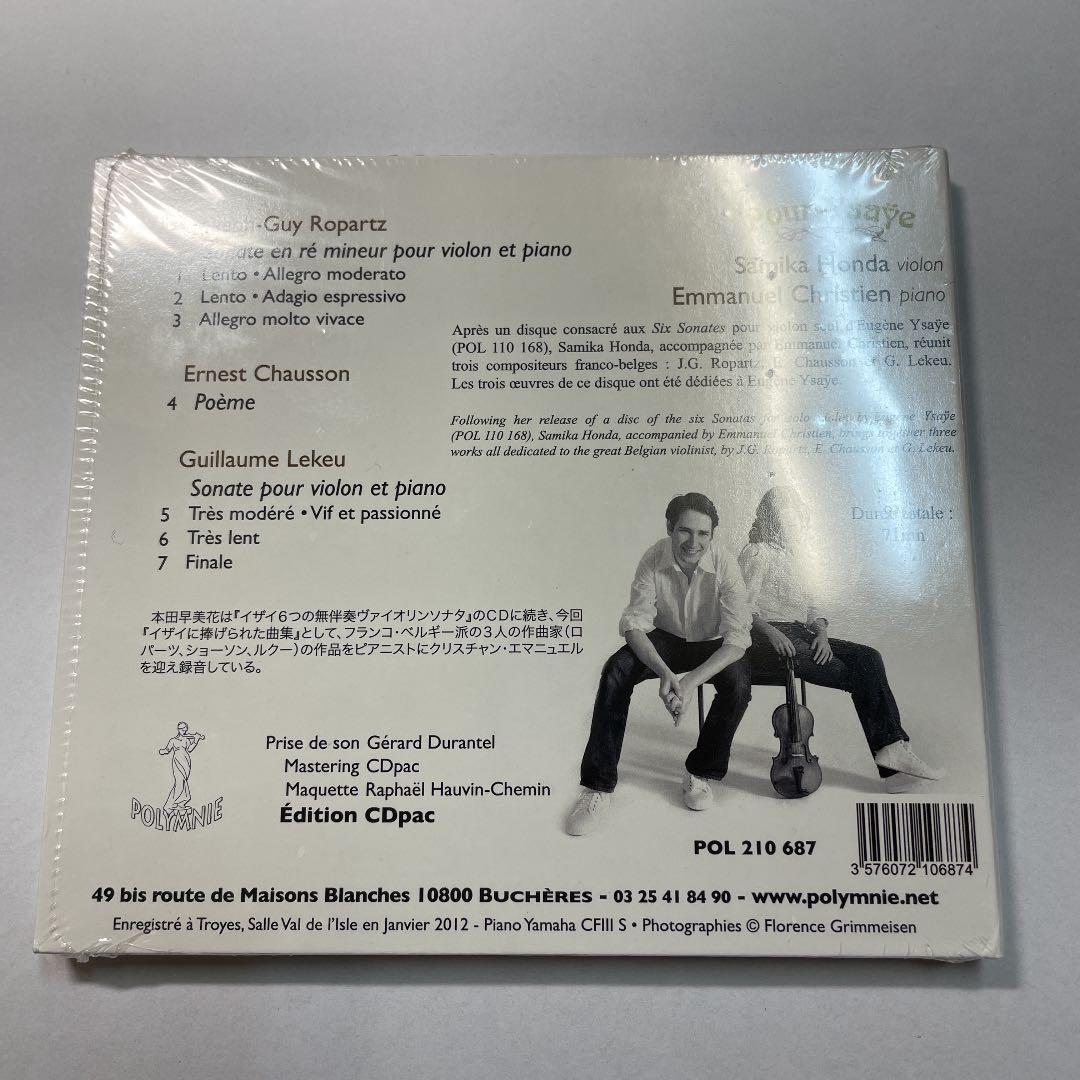 -Guy Ropartz
Sonate en ré mineur pour violon et piano
1 Lento • Allegro moderato
2 Lento • Adagio espressivo
3 Allegro molto vivace
Ernest Chausson
4 Poème
Guillaume Lekeu
Sonate pour violon et piano
5 Très modéré • Vif et passionné
6 Très lent
7 Finale
Pour Ysaÿe
Samika Honda violon
Emmanuel Christien piano
Après un disque consacré aux Six Sonates pour violon seul d'Eugène Ysaÿe
(POL 110 168), Samika Honda, accompagnée par Emmanuel Christien, réunit
trois compositeurs franco-belges : J.G. Ropartz, E. Chausson et G. Lekeu.
Les trois œuvres de ce disque ont été dédiées à Eugène Ysaÿe.
Following her release of a disc of the six Sonatas for solo violin by Eugène Ysaÿe
(POL 110 168), Samika Honda, accompanied by Emmanuel Christien, brings together three
works all dedicated to the great Belgian violinist, by J.G. Ropartz, E. Chausson et G. Lekeu.
Durée totale :
71mn
本田早美花は『イザイ6つの無伴奏ヴァイオリンソナタ』のCDに続き、今回
『イザイに捧げられた曲集』として、フランコ・ベルギー派の3人の作曲家(ロ
パーツ、ショーソン、ルクー)の作品をピアニストにクリスチャン・エマニュエル
を迎え録音している。
POLYMNIE
Prise de son Gérard Durantel
Mastering CDpac
Maquette Raphaël Hauvin-Chemin
Édition CDpac
POL 210 687
3 576072 106874
49 bis route de Maisons Blanches 10800 BUCHÈRES - 03 25 41 84 90 - www.polymnie.net
Enregistré à Troyes, Salle Val de l'Isle en Janvier 2012 - Piano Yamaha CFIII S • Photographies © Florence Grimmeisen